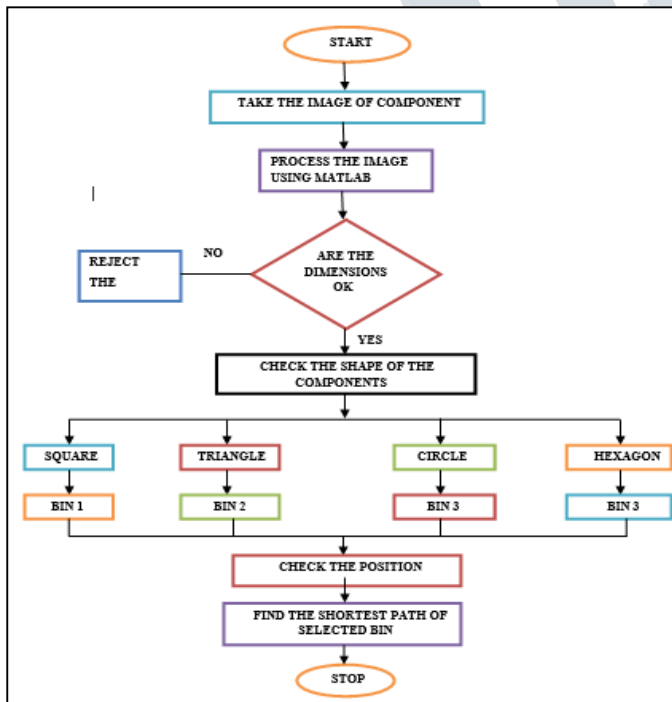 START
TAKE THE IMAGE OF COMPONENT
PROCESS THE IMAGE
USING MATLAB
ARE THE
DIMENSIONS
OK
NO
REJECT
THE
YES
CHECK THE SHAPE OF THE
COMPONENTS
SQUARE
TRIANGLE
CIRCLE
HEXAGON
BIN 1
BIN 2
BIN 3
BIN 3
CHECK THE POSITION
FIND THE SHORTEST PATH OF
SELECTED BIN
STOP